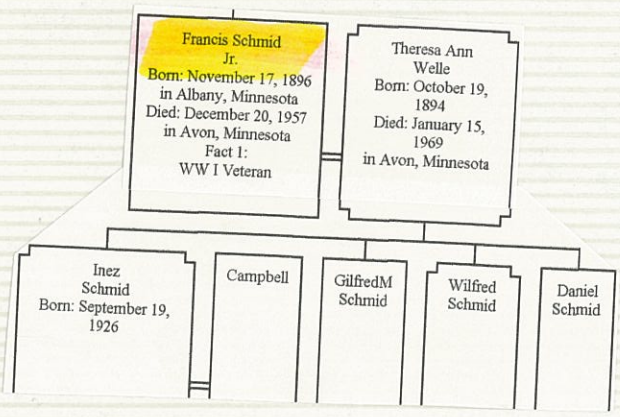 Francis Schmid
Jr.
Born: November 17, 1896
in Albany, Minnesota
Died: December 20, 1957
in Avon, Minnesota
Fact 1:
WW I Veteran
Theresa Ann
Welle
Born: October 19,
1894
Died: January 15,
1969
in Avon, Minnesota
Inez
Schmid
Born: September 19,
1926
Campbell
GilfredM
Schmid
Wilfred
Schmid
Daniel
Schmid